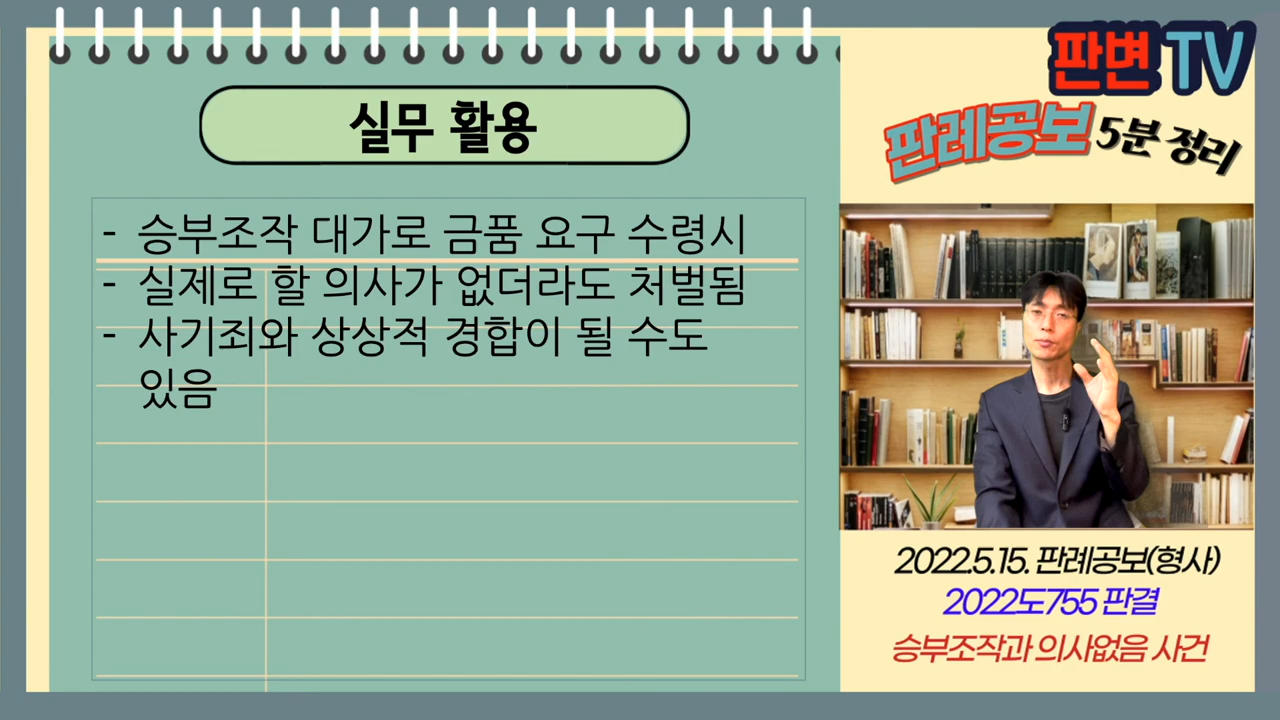 실무 활용
- 승부조작 대가로 금품 요구 수령시
- 실제로 할 의사가 없더라도 처벌됨
- 사기죄와 상상적 경합이 될 수도
있음
판변 TV
판례공보 5분 정리
2022.5.15. 판례공보(형사)
2022도755 판결
승부조작과 의사없음 사건